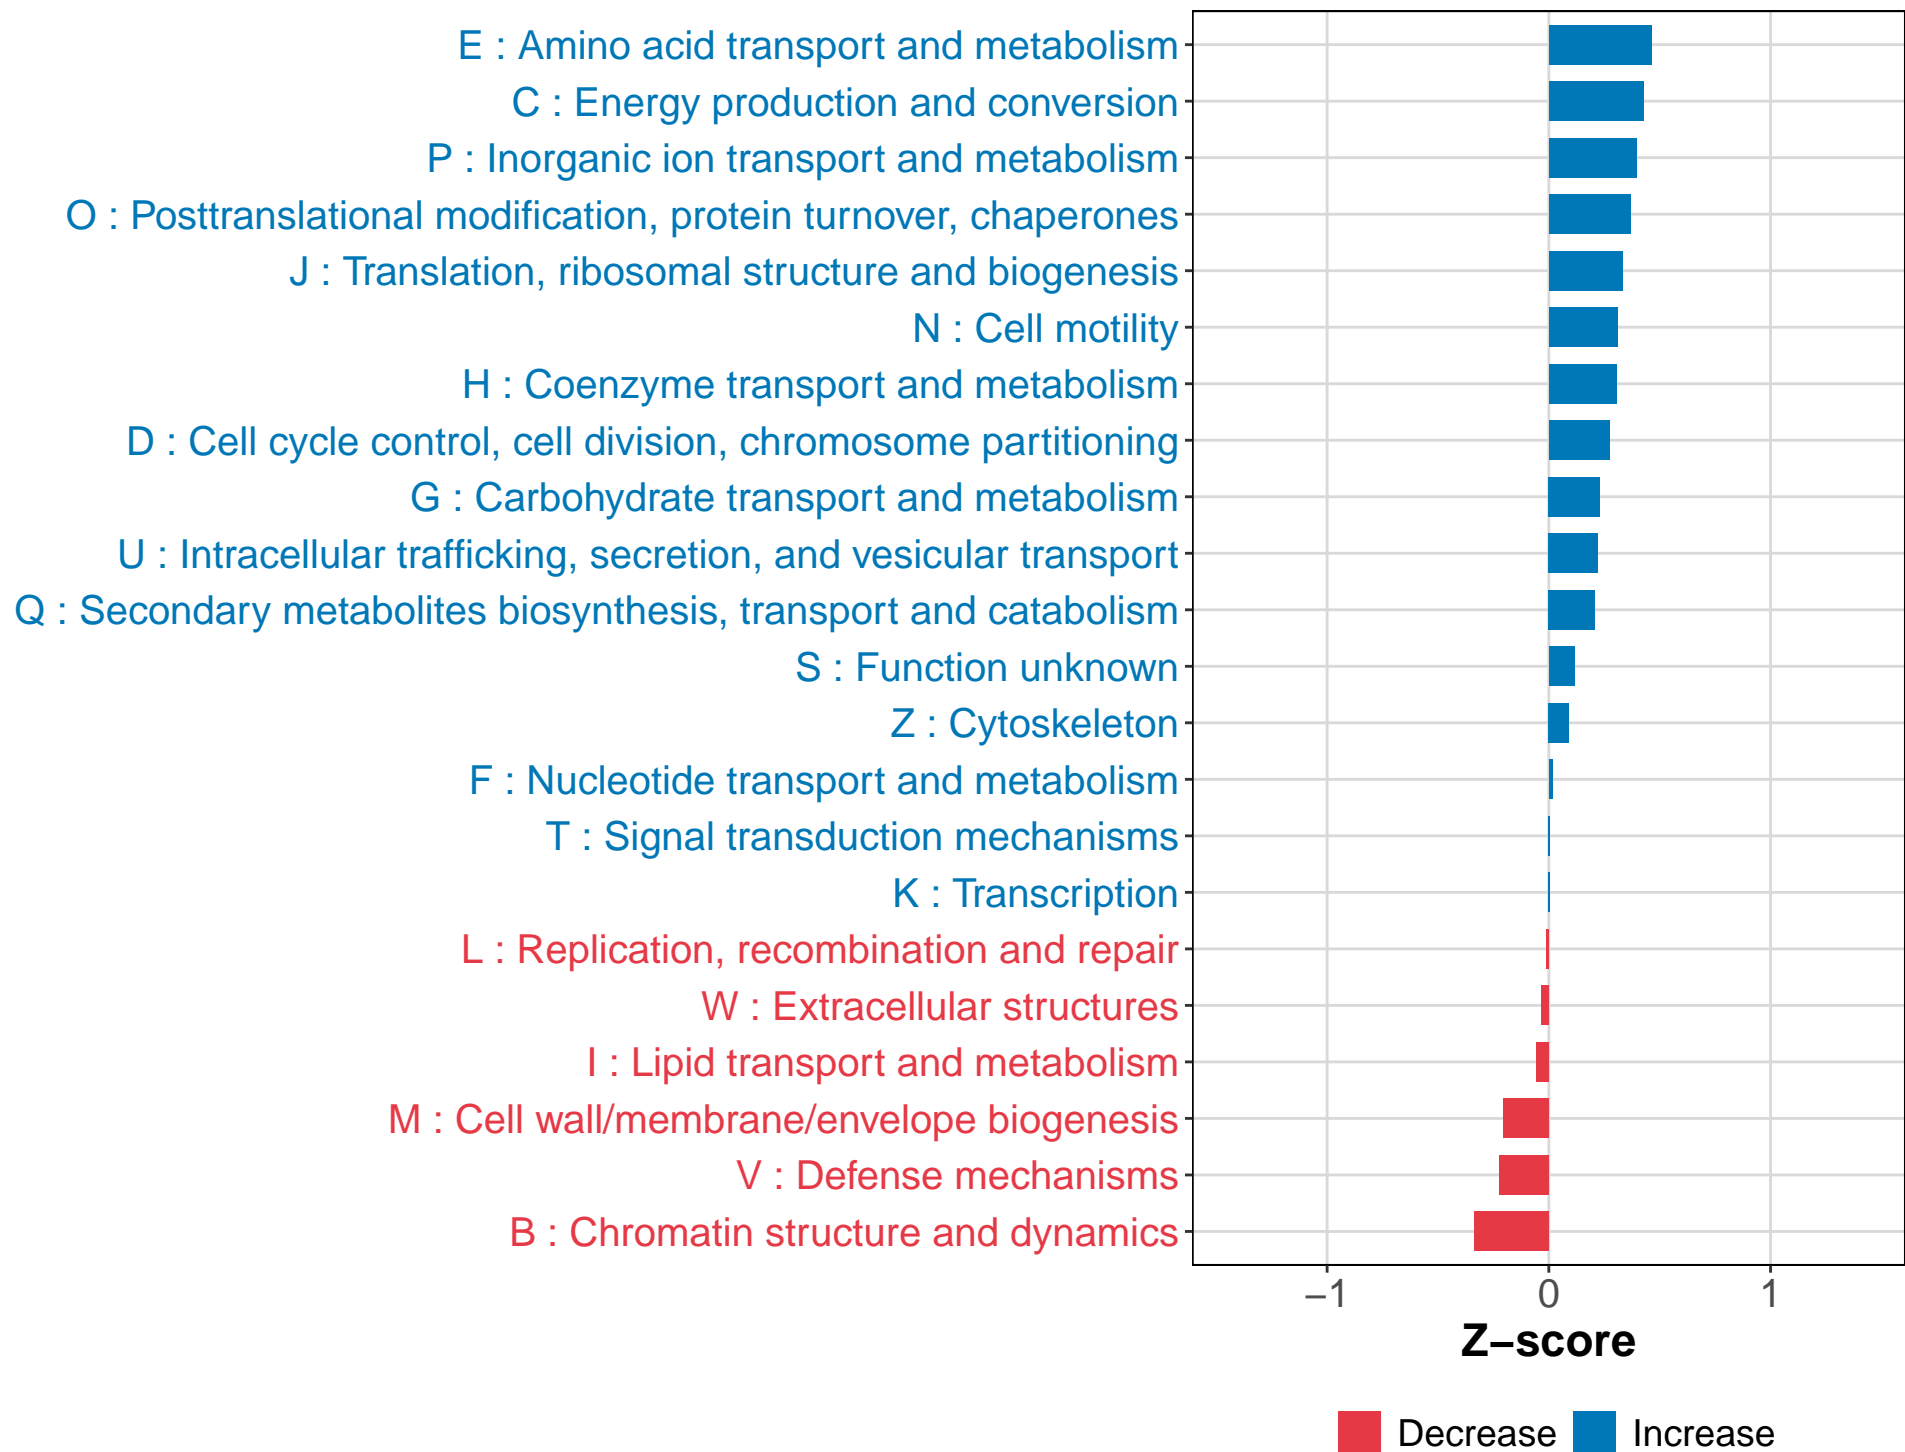 E : Amino acid transport and metabolism
C : Energy production and conversion
P : Inorganic ion transport and metabolism
O : Posttranslational modification, protein turnover, chaperones
J : Translation, ribosomal structure and biogenesis
N : Cell motility
H : Coenzyme transport and metabolism
D : Cell cycle control, cell division, chromosome partitioning
G : Carbohydrate transport and metabolism
U : Intracellular trafficking, secretion, and vesicular transport
Q : Secondary metabolites biosynthesis, transport and catabolism
S : Function unknown
Z : Cytoskeleton
F : Nucleotide transport and metabolism
T : Signal transduction mechanisms
K : Transcription
L : Replication, recombination and repair
W : Extracellular structures
I : Lipid transport and metabolism
M : Cell wall/membrane/envelope biogenesis
V : Defense mechanisms
B : Chromatin structure and dynamics
−1 0 1
Z−score
Decrease Increase